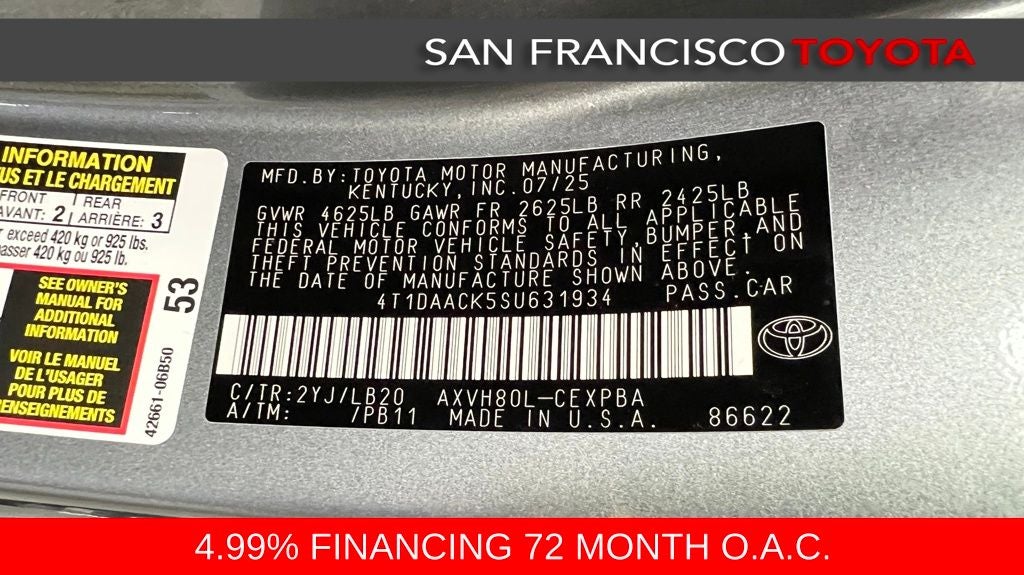 SAN FRANCISCO TOYOTA
INFORMATION
US ET LE CHARGEMENT
FRONT
AVANT: 2
REAR
ARRIÈRE: 3
exceed 420 kg or 925 lbs.
passer 420 kg ou 925 lb.
SEE OWNER'S
MANUAL FOR
ADDITIONAL
INFORMATION
VOIR LE MANUEL
DE L'USAGER
POUR PLUS DE
RENSEIGNEMENTS
53
42661-06B50
MFD.BY:TOYOTA MOTOR MANUFACTURING,
KENTUCKY,INC.07/25
GVWR 4625LB GAWR FR 2625LB RR 2425LB
THIS VEHICLE CONFORMS TO ALL APPLICABLE
FEDERAL MOTOR VEHICLE SAFETY,BUMPER,AND
THEFT PREVENTION STANDARDS IN EFFECT ON
THE DATE OF MANUFACTURE SHOWN ABOVE.
4T1DAACK5SU631934 PASS.CAR
C/TR:2YJ/LB20 AXVH80L-CEXPBA
A/TM: /PB11 MADE IN U.S.A. 86622
4.99% FINANCING 72 MONTH O.A.C.